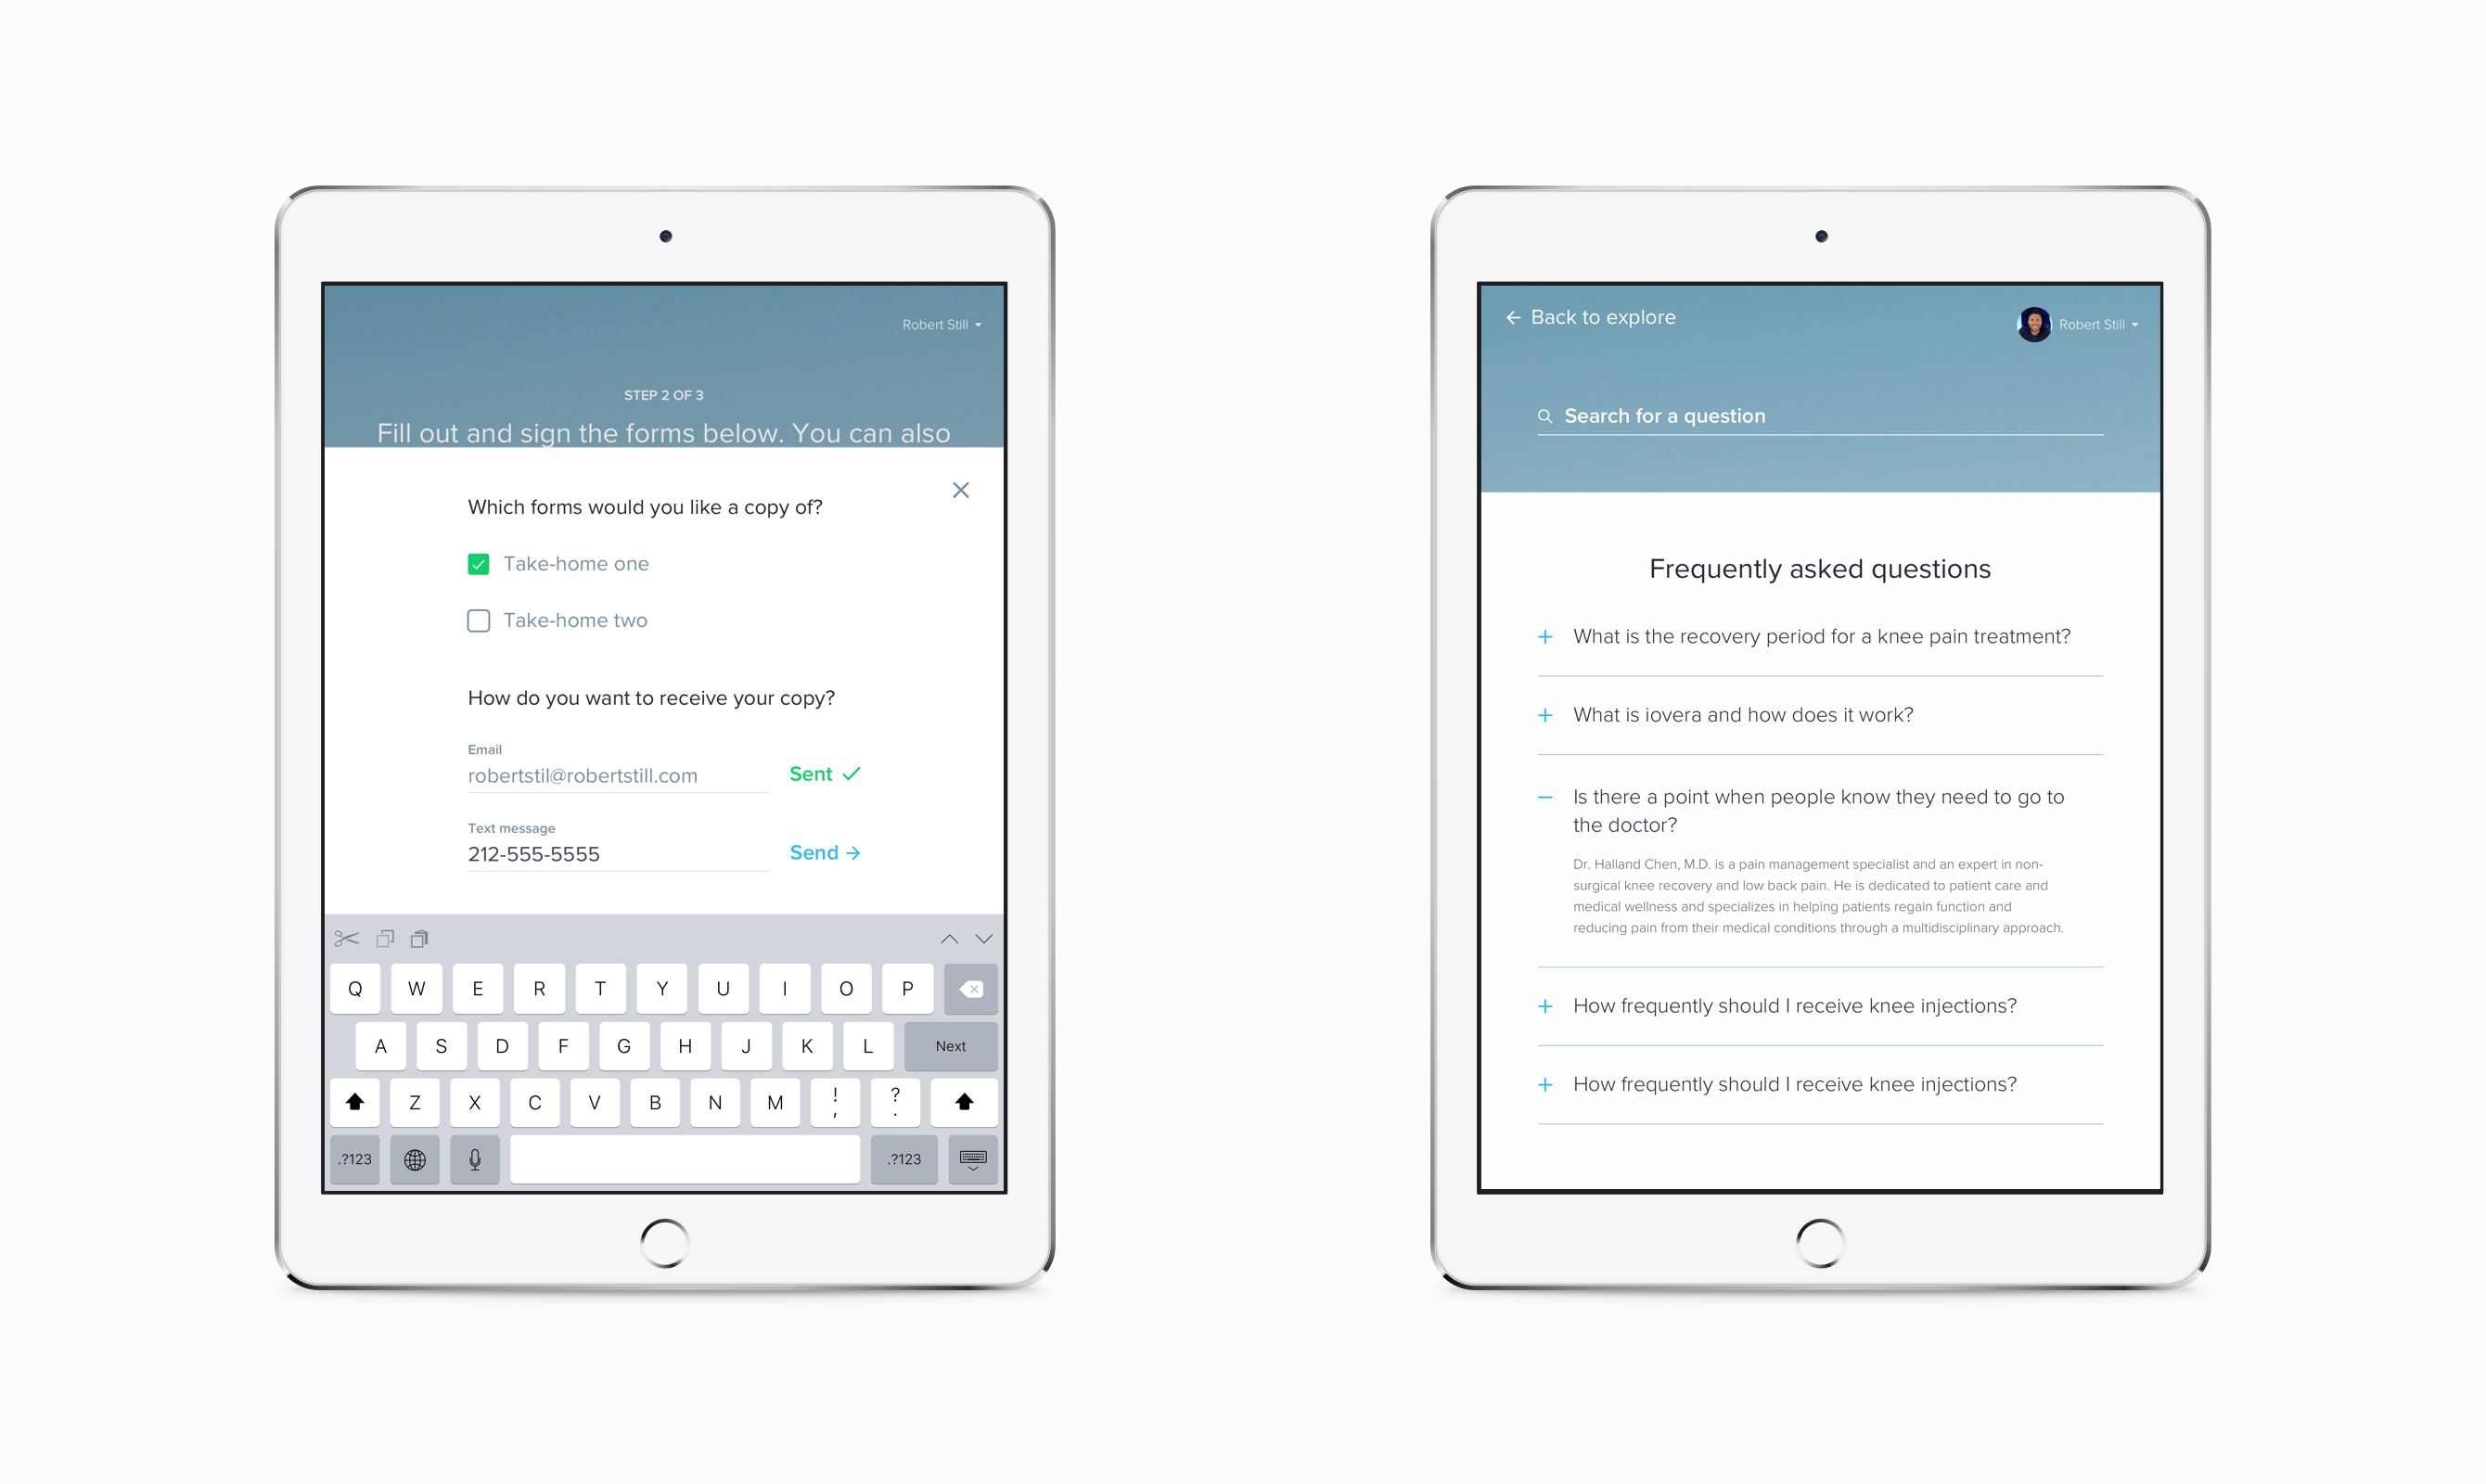 Robert Still
STEP 2 OF 3
Fill out and sign the forms below. You can also
Which forms would you like a copy of?
Take-home one
Take-home two
How do you want to receive your copy?
Email
robertstil@robertstill.com
Sent
Text message
212-555-5555
Send
Q W E R T Y U I O P
A S D F G H J K L Next
Z X C V B N M ! , ? .
.?123 .?123
Back to explore
Robert Still
Search for a question
Frequently asked questions
What is the recovery period for a knee pain treatment?
What is iovera and how does it work?
Is there a point when people know they need to go to
the doctor?
Dr. Halland Chen, M.D. is a pain management specialist and an expert in non-
surgical knee recovery and low back pain. He is dedicated to patient care and
medical wellness and specializes in helping patients regain function and
reducing pain from their medical conditions through a multidisciplinary approach.
How frequently should I receive knee injections?
How frequently should I receive knee injections?